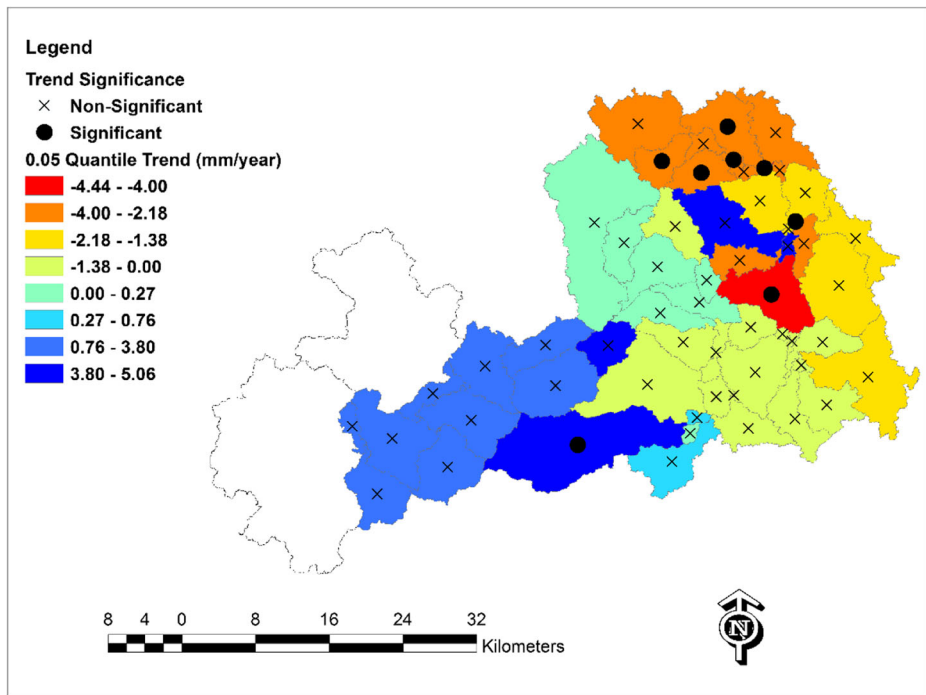 Legend
Trend Significance
Non-Significant
Significant
0.05 Quantile Trend (mm/year)
-4.44 - -4.00
-4.00 - -2.18
-2.18 - -1.38
-1.38 - 0.00
0.00 - 0.27
0.27 - 0.76
0.76 - 3.80
3.80 - 5.06
8 4 0 8 16 24 32
Kilometers
N